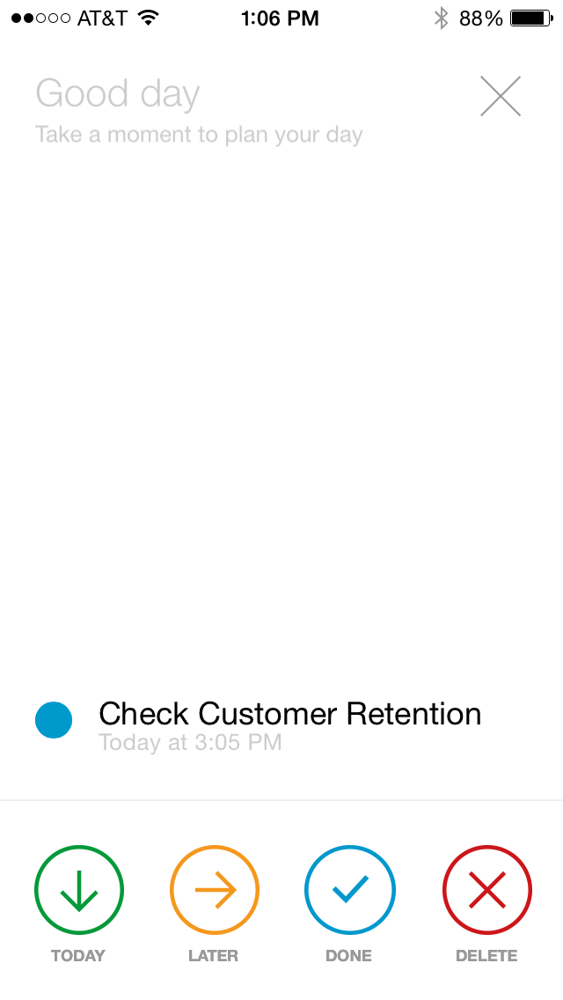 AT&T 1:06 PM 88%
Good day
Take a moment to plan your day
Check Customer Retention
Today at 3:05 PM
TODAY LATER DONE DELETE